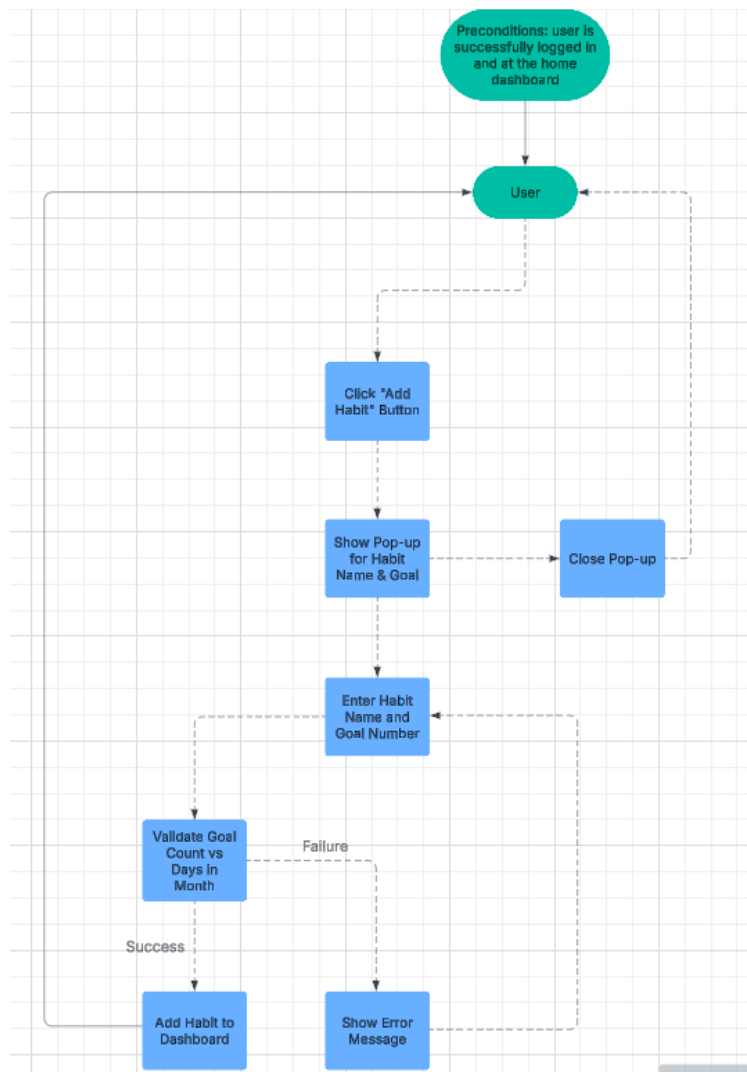 Preconditions: user is
successfully logged in
and at the home
dashboard
User
Click "Add
Habit" Button
Show Pop-up
for Habit
Name & Goal
Close Pop-up
Enter Habit
Name and
Goal Number
Validate Goal
Count vs
Days in
Month
Failure
Success
Add Habit to
Dashboard
Show Error
Message